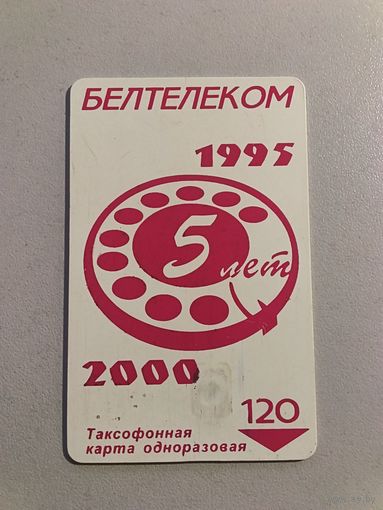 БЕЛТЕЛЕКОМ
1995
5 лет
2000
120
Таксофонная
карта одноразовая